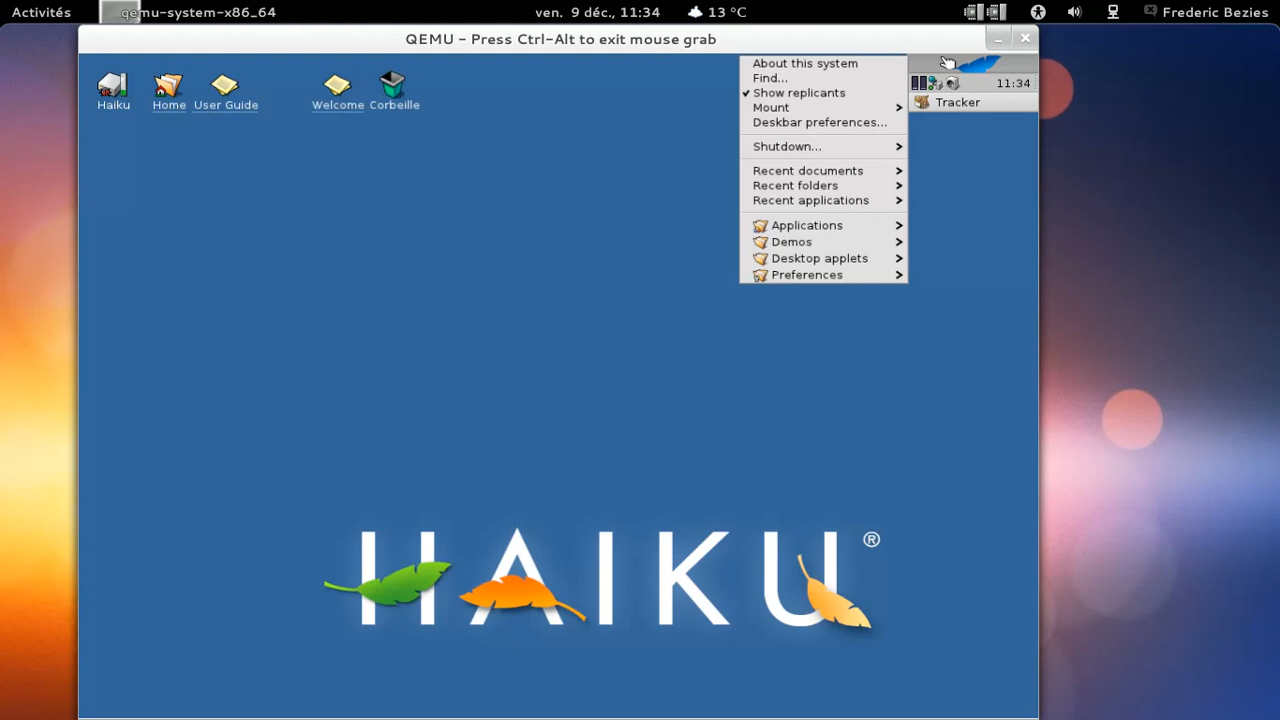 Activités qemu-system-x86_64 ven. 9 déc., 11:34 13 °C Frederic Bezies
QEMU - Press Ctrl-Alt to exit mouse grab
Haiku Home User Guide Welcome Corbeille
About this system
Find...
Show replicants
Mount
Deskbar preferences...
Shutdown...
Recent documents
Recent folders
Recent applications
Applications
Demos
Desktop applets
Preferences
11:34
Tracker
HAIKU®